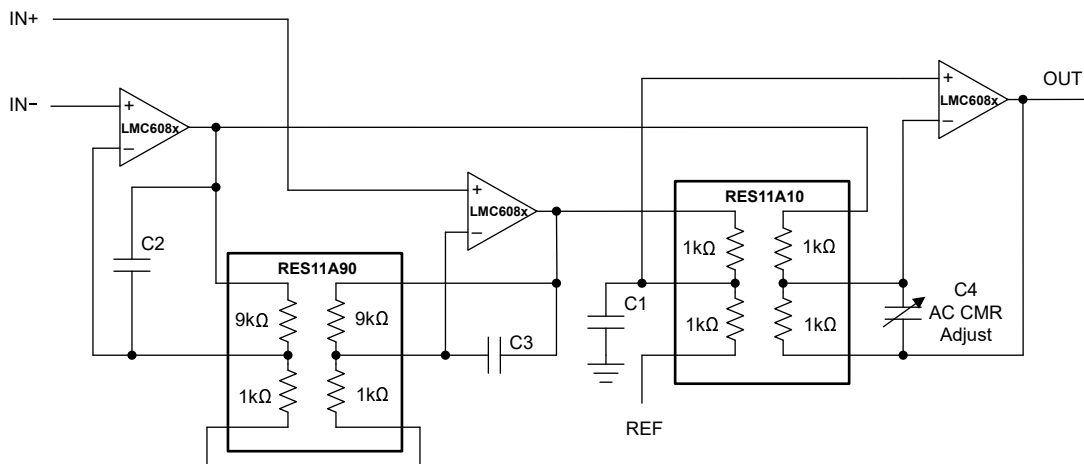 IN+
IN−
+
LMC608x
−
+
LMC608x
−
+
LMC608x
−
OUT
C2
RES11A90
9kΩ
9kΩ
1kΩ
1kΩ
C3
RES11A10
1kΩ
1kΩ
1kΩ
1kΩ
C1
C4
AC CMR
Adjust
REF